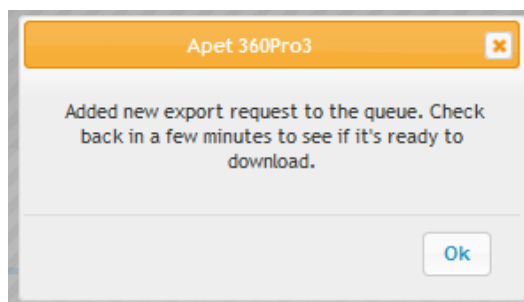 Apet 360Pro3
Added new export request to the queue. Check
back in a few minutes to see if it's ready to
download.
Ok